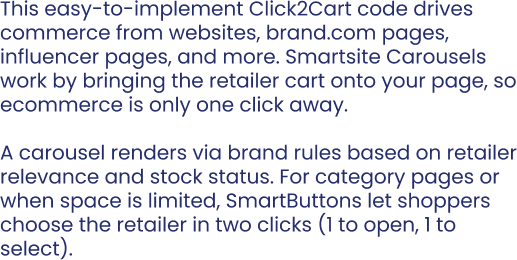 This easy-to-implement Click2Cart code drives
commerce from websites, brand.com pages,
influencer pages, and more. Smartsite Carousels
work by bringing the retailer cart onto your page, so
ecommerce is only one click away.
A carousel renders via brand rules based on retailer
relevance and stock status. For category pages or
when space is limited, SmartButtons let shoppers
choose the retailer in two clicks (1 to open, 1 to
select).